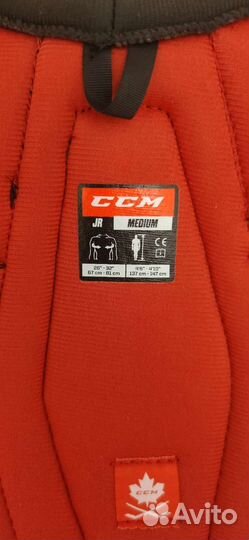 CCM
JR MEDIUM
CE
26" - 32" 4'6" - 4'10"
67 cm - 81 cm 137 cm - 147 cm
CCM
Avito